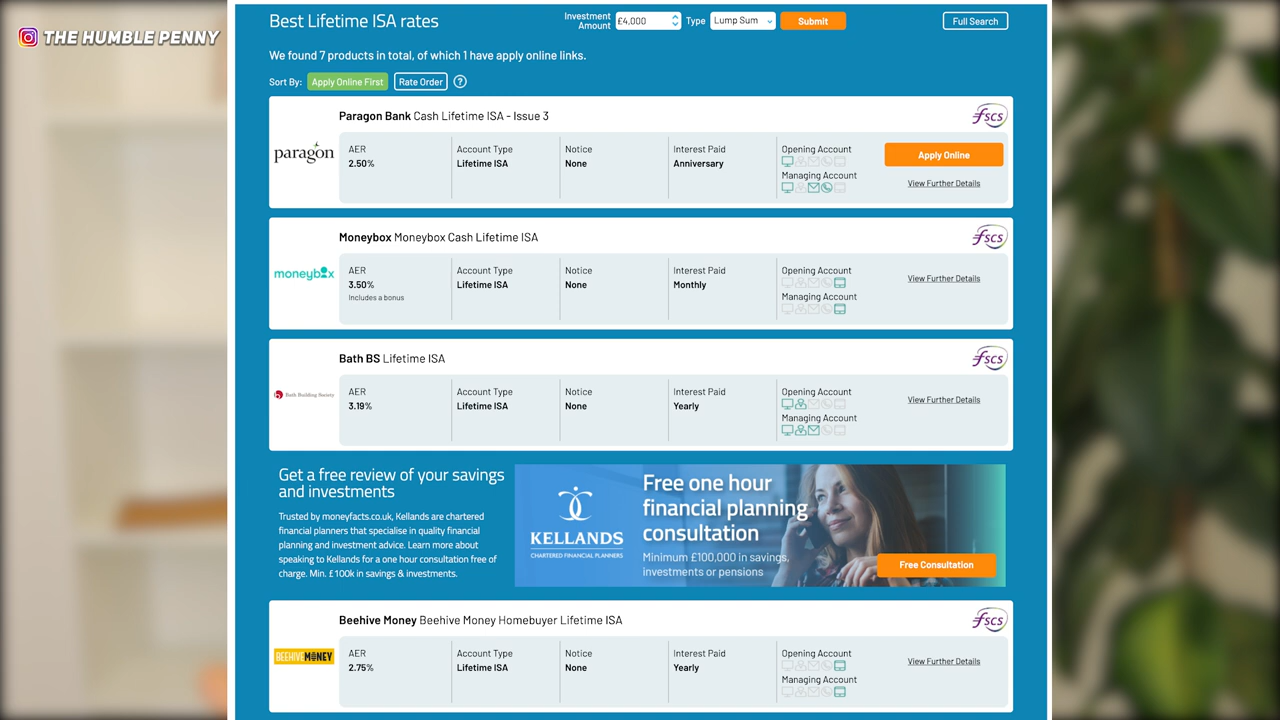 THE HUMBLE PENNY
Best Lifetime ISA rates
Investment Amount
£4,000
Type
Lump Sum
Submit
Full Search
We found 7 products in total, of which 1 have apply online links.
Sort By:
Apply Online First
Rate Order
?
Paragon Bank Cash Lifetime ISA - Issue 3
fscs
paragon
AER
2.50%
Account Type
Lifetime ISA
Notice
None
Interest Paid
Anniversary
Opening Account
Managing Account
Apply Online
View Further Details
Moneybox Moneybox Cash Lifetime ISA
fscs
moneybox
AER
3.50%
Includes a bonus
Account Type
Lifetime ISA
Notice
None
Interest Paid
Monthly
Opening Account
Managing Account
View Further Details
Bath BS Lifetime ISA
fscs
Bath Building Society
AER
3.19%
Account Type
Lifetime ISA
Notice
None
Interest Paid
Yearly
Opening Account
Managing Account
View Further Details
Get a free review of your savings
and investments
Trusted by moneyfacts.co.uk, Kellands are chartered
financial planners that specialise in quality financial
planning and investment advice. Learn more about
speaking to Kellands for a one hour consultation free of
charge. Min. £100k in savings & investments.
KELLANDS
CHARTERED FINANCIAL PLANNERS
Free one hour
financial planning
consultation
Minimum £100,000 in savings,
investments or pensions
Free Consultation
Beehive Money Beehive Money Homebuyer Lifetime ISA
fscs
BEEHIVE MONEY
AER
2.75%
Account Type
Lifetime ISA
Notice
None
Interest Paid
Yearly
Opening Account
Managing Account
View Further Details